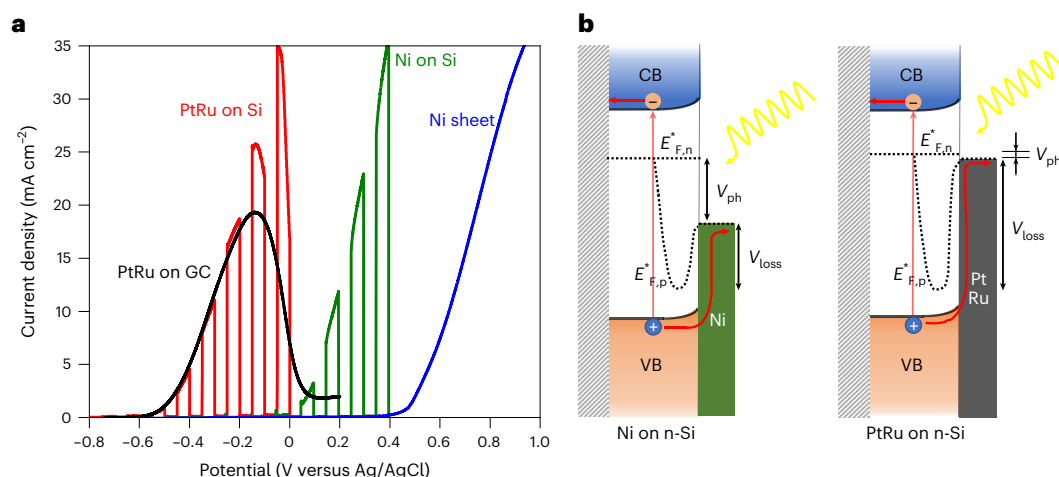 a
35
30
25
20
15
10
5
0
Current density (mA cm⁻²)
PtRu on Si
Ni on Si
Ni sheet
PtRu on GC
−0.8 −0.6 −0.4 −0.2 0 0.2 0.4 0.6 0.8 1.0
Potential (V versus Ag/AgCl)
b
CB
−
E*F,n
Vph
Vloss
E*F,p
+
Ni
VB
Ni on n-Si
CB
−
E*F,n
Vph
Vloss
E*F,p
Pt
Ru
+
VB
PtRu on n-Si